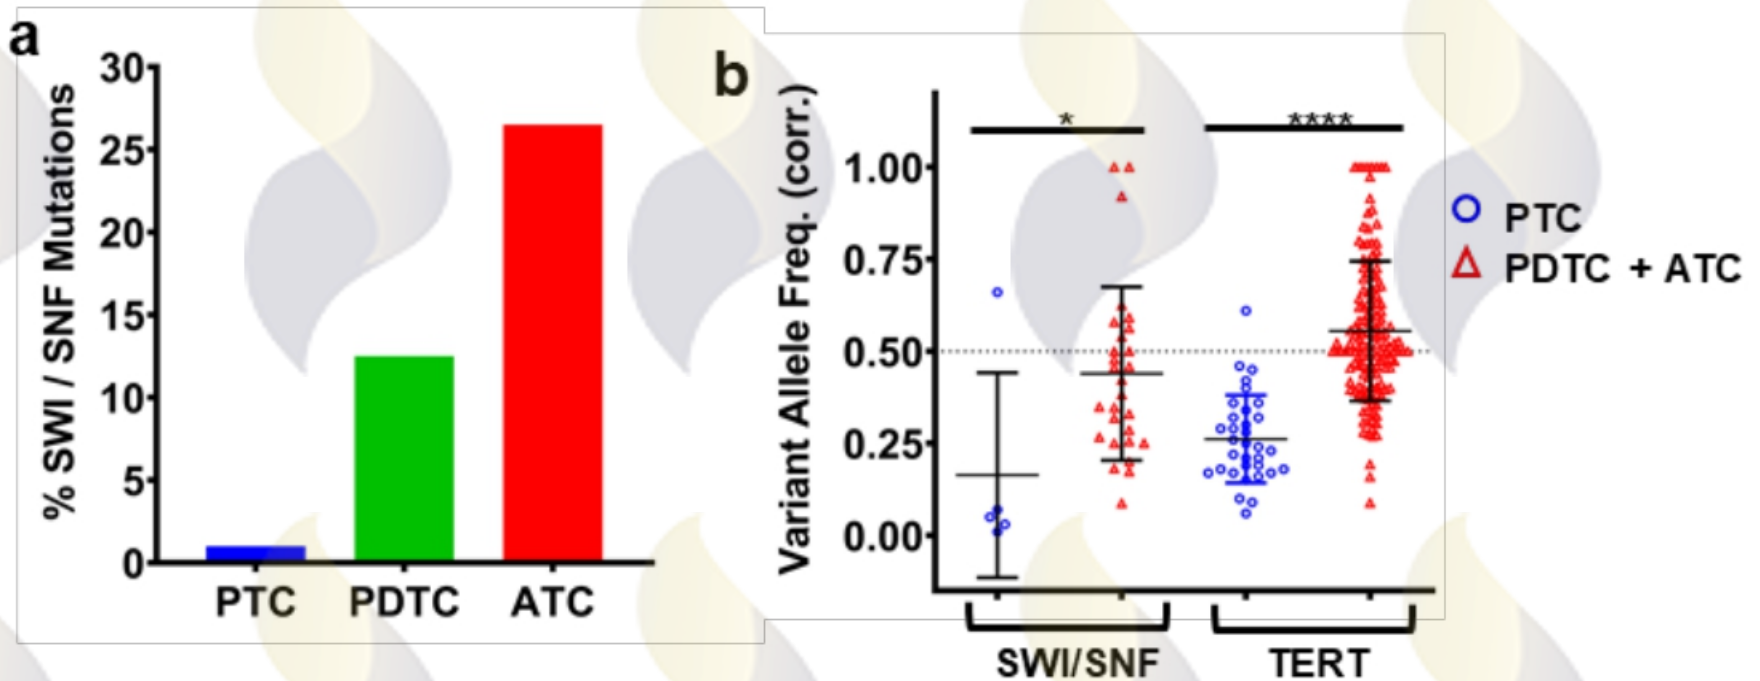 a
% SWI / SNF Mutations
30
25
20
15
10
5
0
PTC PDTC ATC
b
Variant Allele Freq. (corr.)
1.00
0.75
0.50
0.25
0.00
* ****
SWI/SNF TERT
PTC
PDTC + ATC